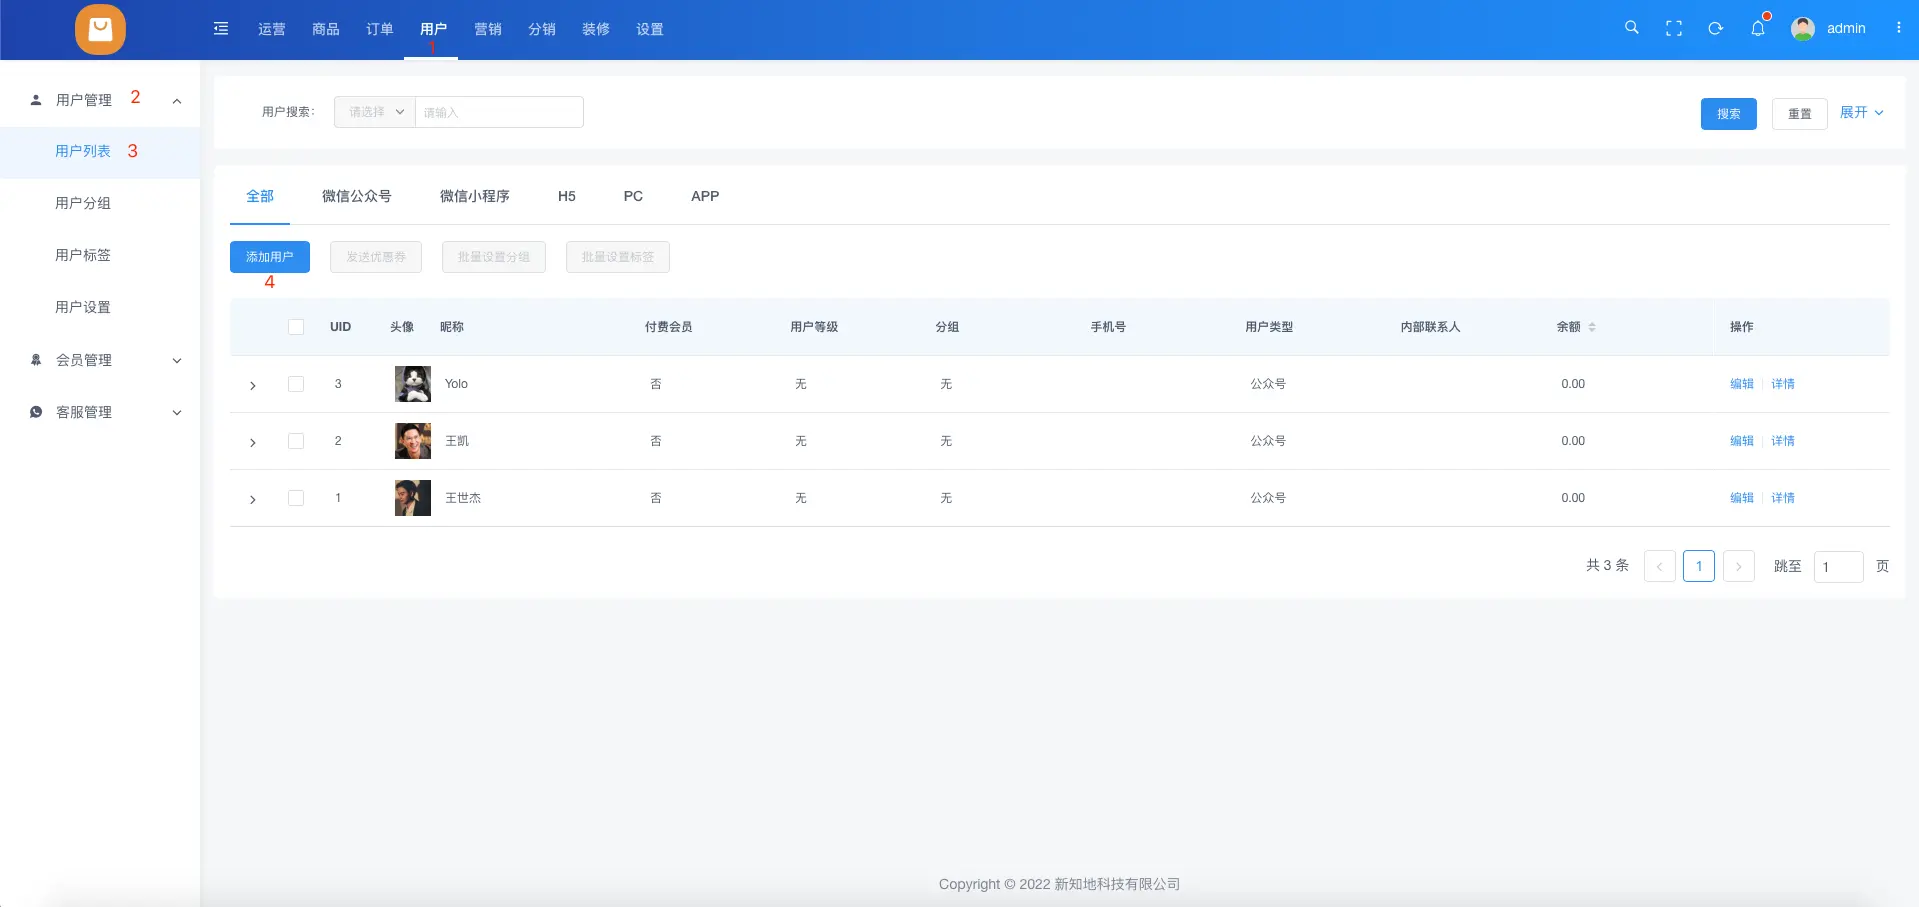 运营 商品 订单 用户 营销 分销 装修 设置 admin
1
用户管理 2
用户列表 3
用户分组
用户标签
用户设置
会员管理
客服管理
用户搜索： 请选择 请输入 搜索 重置 展开
全部 微信公众号 微信小程序 H5 PC APP
添加用户 发送优惠券 批量设置分组 批量设置标签
4
UID 头像 昵称 付费会员 用户等级 分组 手机号 用户类型 内部联系人 余额 操作
3 Yolo 否 无 无 公众号 0.00 编辑 详情
2 王凯 否 无 无 公众号 0.00 编辑 详情
1 王世杰 否 无 无 公众号 0.00 编辑 详情
共 3 条 1 跳至 1 页
Copyright © 2022 新知地科技有限公司